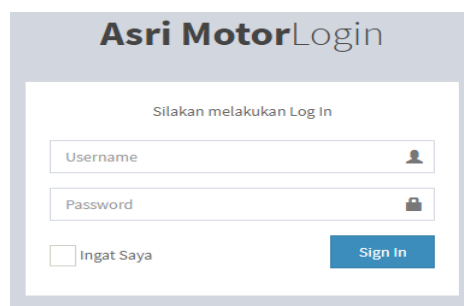 Asri MotorLogin
Silakan melakukan Log In
Username
Password
Ingat Saya
Sign In